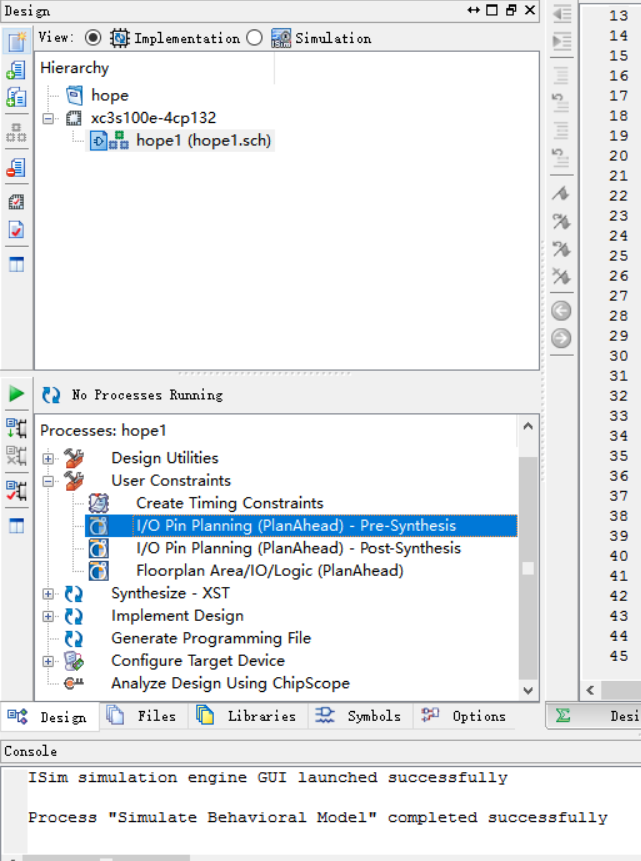 Design
View: Implementation Simulation
Hierarchy
hope
xc3s100e-4cp132
hope1 (hope1.sch)
No Processes Running
Processes: hope1
Design Utilities
User Constraints
Create Timing Constraints
I/O Pin Planning (PlanAhead) - Pre-Synthesis
I/O Pin Planning (PlanAhead) - Post-Synthesis
Floorplan Area/IO/Logic (PlanAhead)
Synthesize - XST
Implement Design
Generate Programming File
Configure Target Device
Analyze Design Using ChipScope
Design Files Libraries Symbols Options
13
14
15
16
17
18
19
20
21
22
23
24
25
26
27
28
29
30
31
32
33
34
35
36
37
38
39
40
41
42
43
44
45
Desi
Console
ISim simulation engine GUI launched successfully
Process "Simulate Behavioral Model" completed successfully